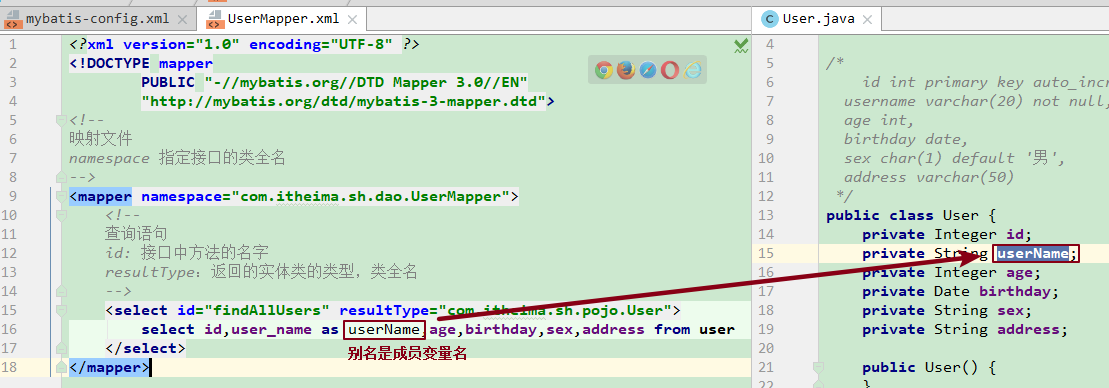 mybatis-config.xml
UserMapper.xml
1 <?xml version="1.0" encoding="UTF-8" ?>
2 <!DOCTYPE mapper
3 PUBLIC "-//mybatis.org//DTD Mapper 3.0//EN"
4 "http://mybatis.org/dtd/mybatis-3-mapper.dtd">
5 <!--
6 映射文件
7 namespace 指定接口的类全名
8 -->
9 <mapper namespace="com.itheima.sh.dao.UserMapper">
10 <!--
11 查询语句
12 id: 接口中方法的名字
13 resultType：返回的实体类的类型，类全名
14 -->
15 <select id="findAllUsers" resultType="com.itheima.sh.pojo.User">
16 select id,user_name as userName,age,birthday,sex,address from user
17 </select>
别名是成员变量名
18 </mapper>
User.java
4
5 /*
6 id int primary key auto_incr
7 username varchar(20) not null,
8 age int,
9 birthday date,
10 sex char(1) default '男',
11 address varchar(50)
12 */
13 public class User {
14 private Integer id;
15 private String userName;
16 private Integer age;
17 private Date birthday;
18 private String sex;
19 private String address;
20
21 public User() {
22 }